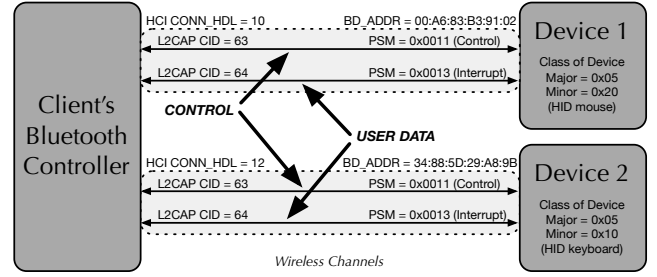 Client's
Bluetooth
Controller
HCI CONN_HDL = 10
BD_ADDR = 00:A6:83:B3:91:02
L2CAP CID = 63
PSM = 0x0011 (Control)
L2CAP CID = 64
PSM = 0x0013 (Interrupt)
Device 1
Class of Device
Major = 0x05
Minor = 0x20
(HID mouse)
CONTROL
USER DATA
HCI CONN_HDL = 12
BD_ADDR = 34:88:5D:29:A8:9B
L2CAP CID = 63
PSM = 0x0011 (Control)
L2CAP CID = 64
PSM = 0x0013 (Interrupt)
Device 2
Class of Device
Major = 0x05
Minor = 0x10
(HID keyboard)
Wireless Channels